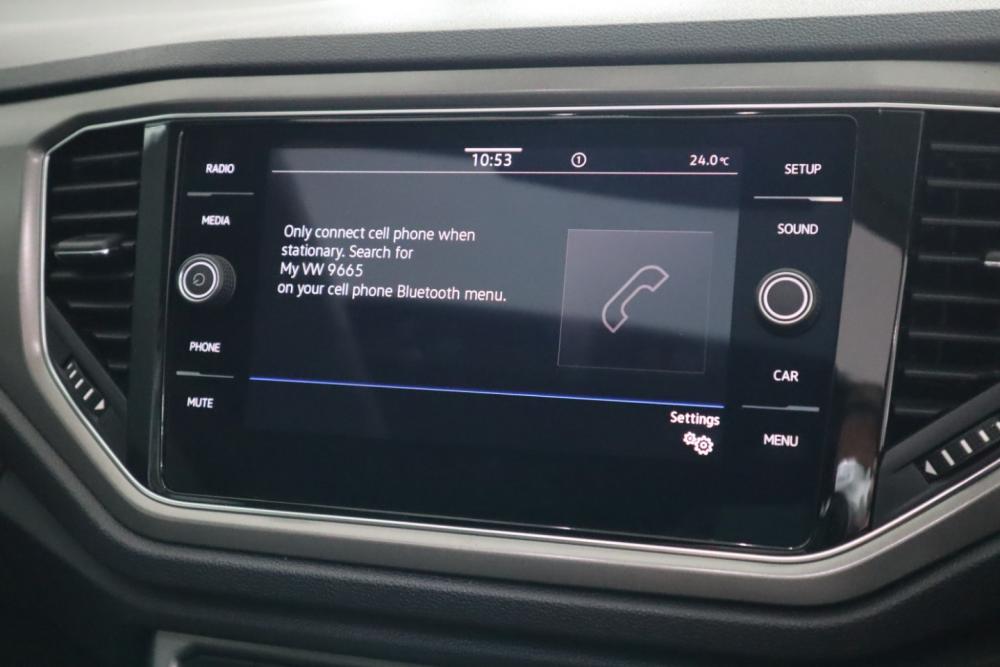 10:53
1
24.0°C
RADIO
MEDIA
PHONE
MUTE
Only connect cell phone when
stationary. Search for
My VW 9665
on your cell phone Bluetooth menu.
Settings
SETUP
SOUND
CAR
MENU